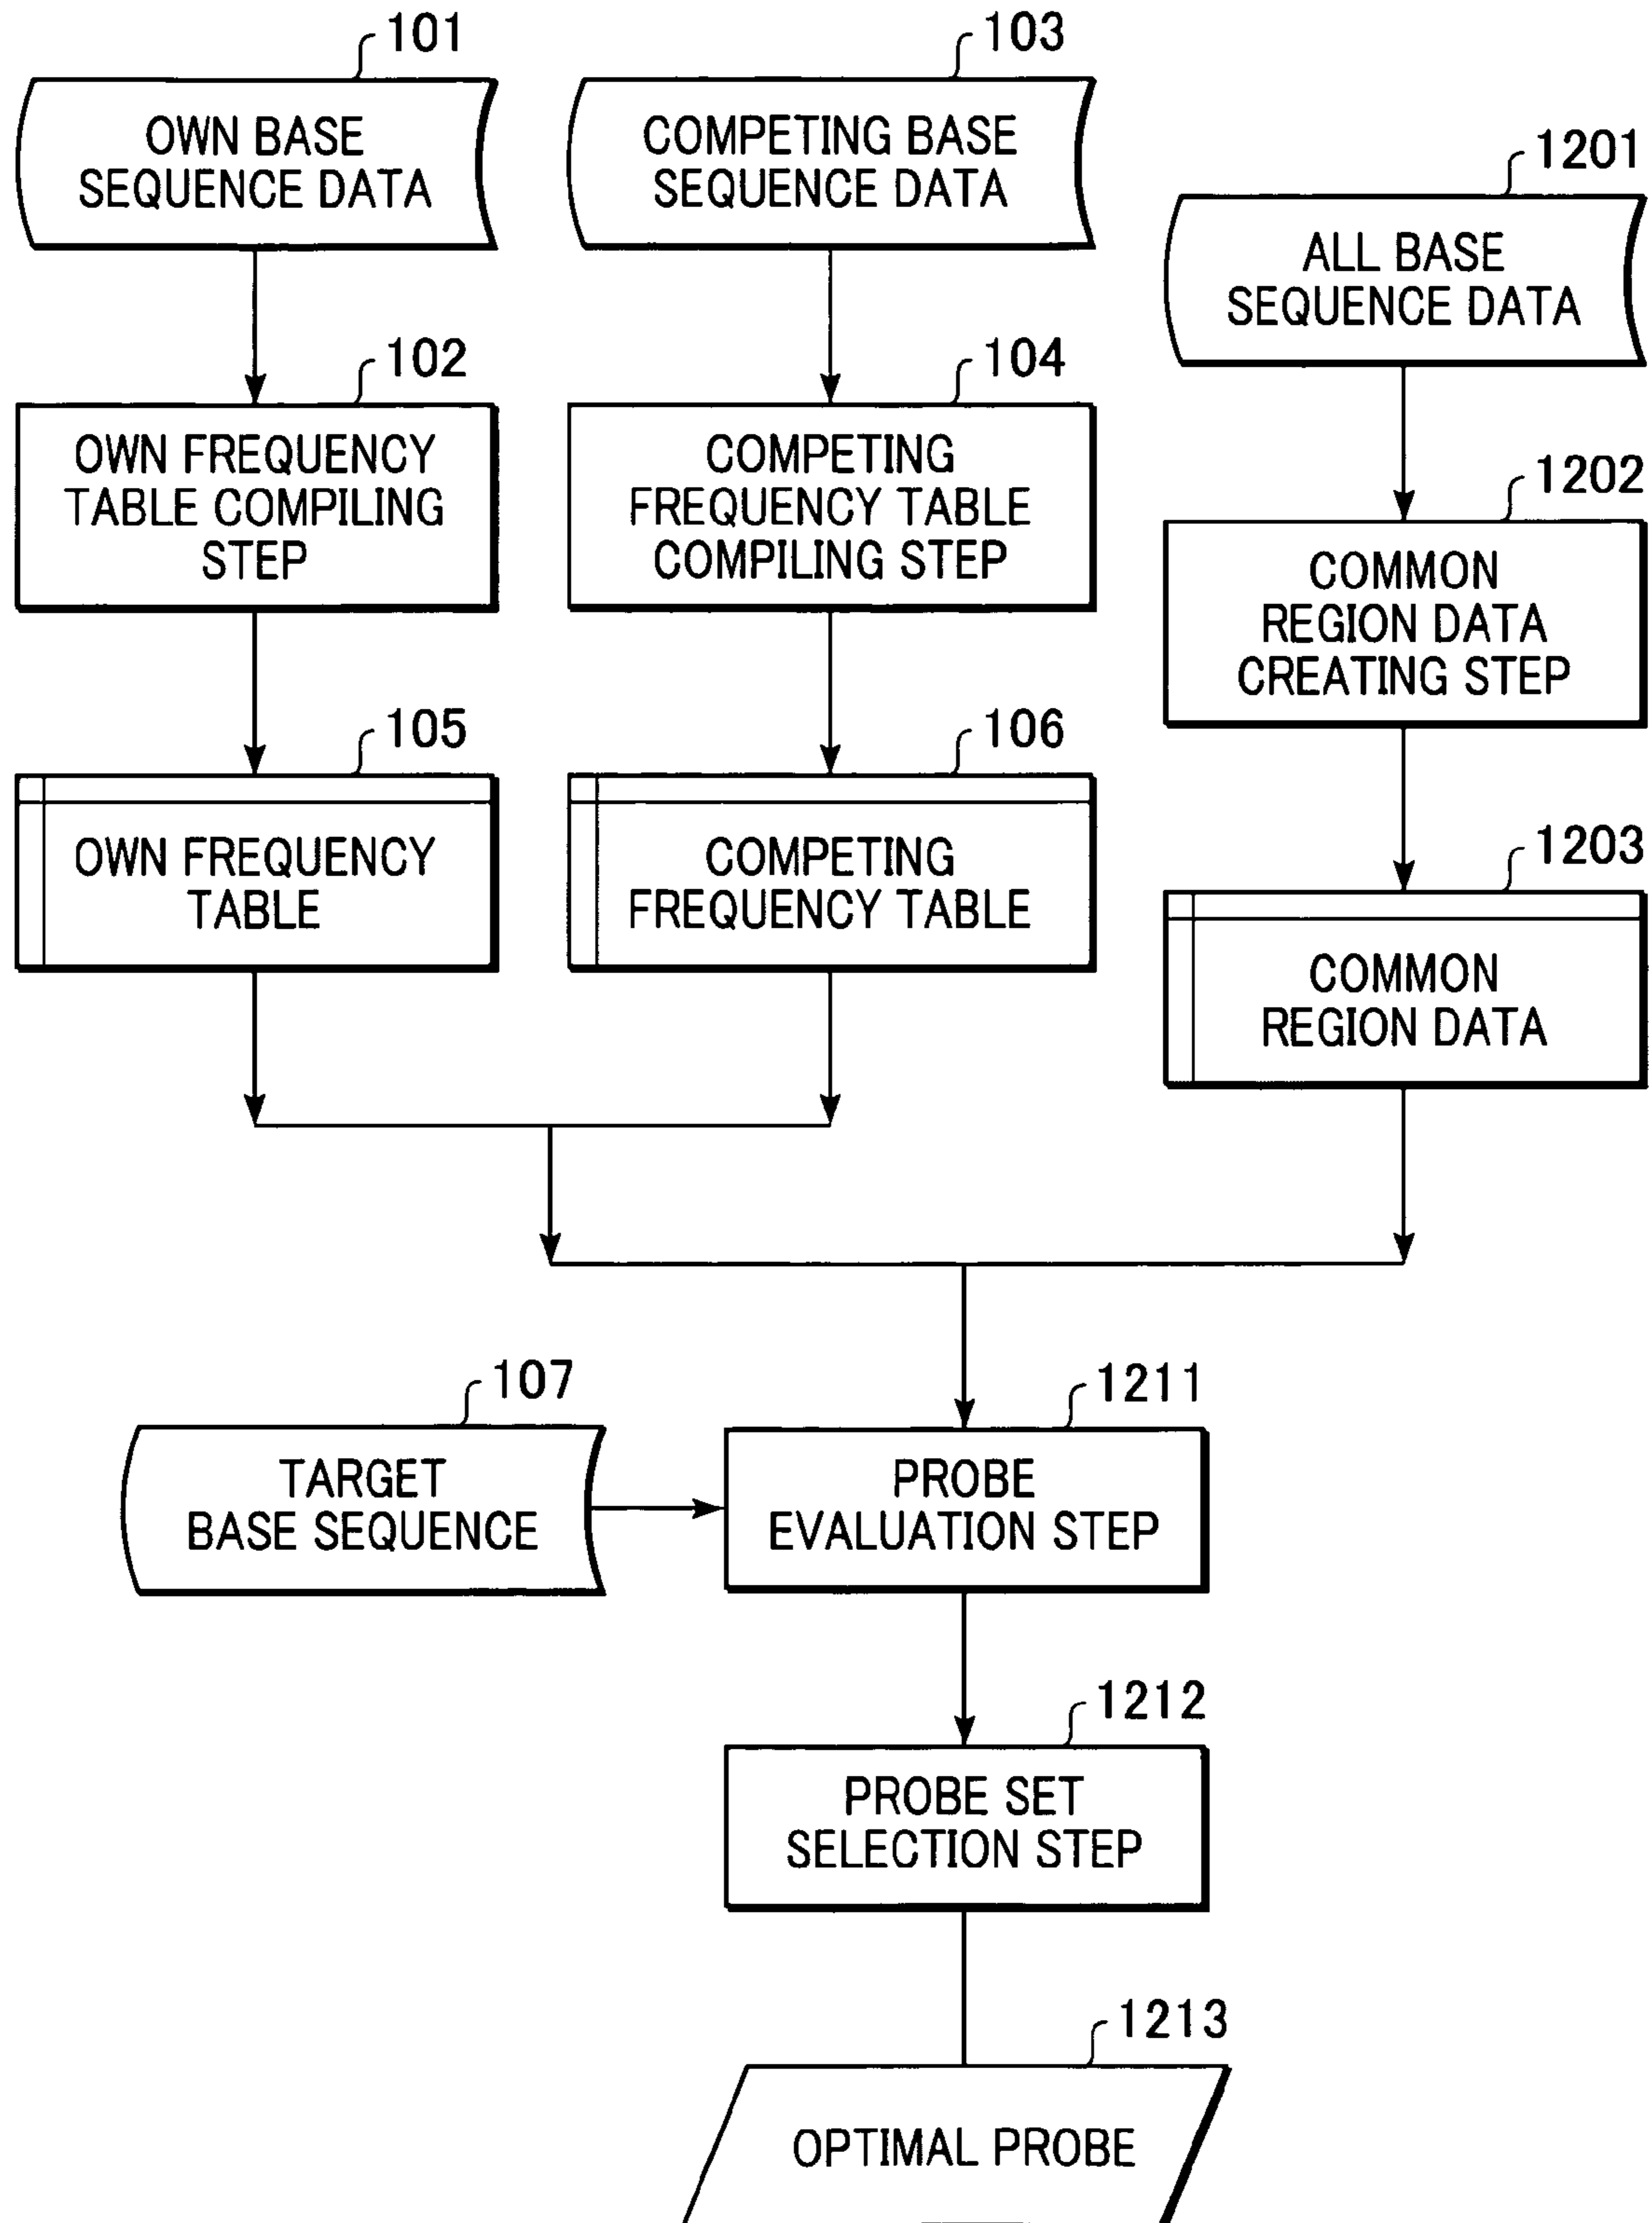 101
OWN BASE
SEQUENCE DATA
103
COMPETING BASE
SEQUENCE DATA
1201
ALL BASE
SEQUENCE DATA
102
OWN FREQUENCY
TABLE COMPILING
STEP
104
COMPETING
FREQUENCY TABLE
COMPILING STEP
1202
COMMON
REGION DATA
CREATING STEP
105
OWN FREQUENCY
TABLE
106
COMPETING
FREQUENCY TABLE
1203
COMMON
REGION DATA
107
TARGET
BASE SEQUENCE
1211
PROBE
EVALUATION STEP
1212
PROBE SET
SELECTION STEP
1213
OPTIMAL PROBE